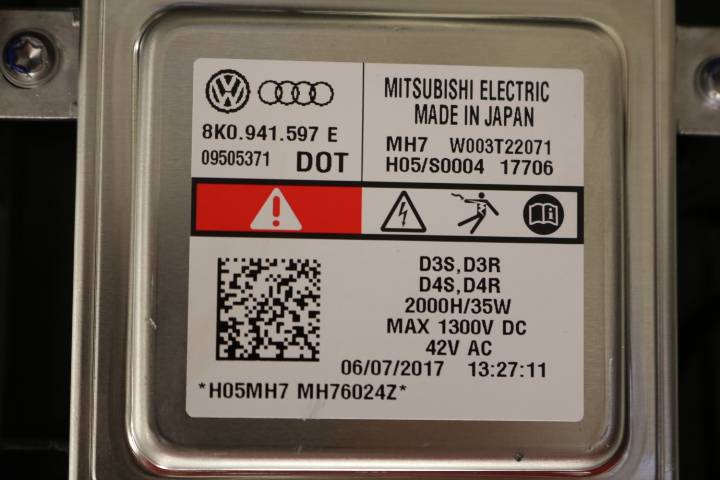 8K0.941.597 E
09505371 DOT
MITSUBISHI ELECTRIC
MADE IN JAPAN
MH7 W003T22071
H05/S0004 17706
D3S,D3R
D4S,D4R
2000H/35W
MAX 1300V DC
42V AC
06/07/2017 13:27:11
*H05MH7 MH76024Z*